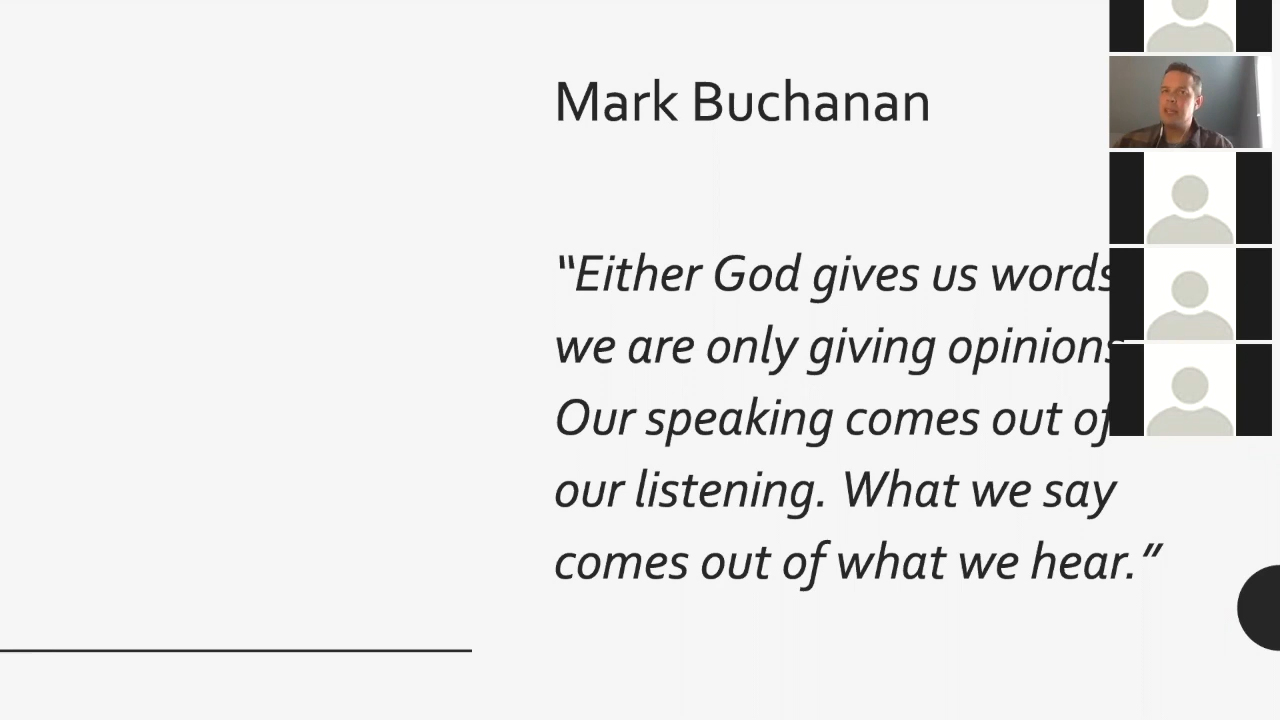 Mark Buchanan
“Either God gives us words
we are only giving opinions
Our speaking comes out of
our listening. What we say
comes out of what we hear.”